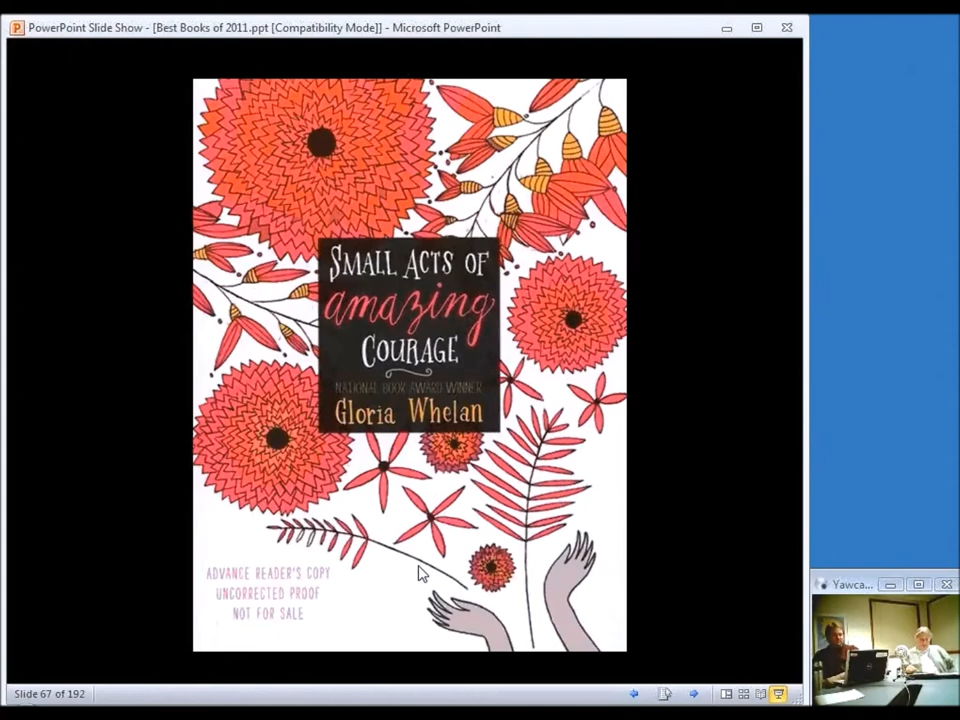 PowerPoint Slide Show - [Best Books of 2011.ppt [Compatibility Mode]] - Microsoft PowerPoint
SMALL ACTS OF
amazing
COURAGE
NATIONAL BOOK AWARD WINNER
Gloria Whelan
ADVANCE READER'S COPY
UNCORRECTED PROOF
NOT FOR SALE
Yawca...
Slide 67 of 192